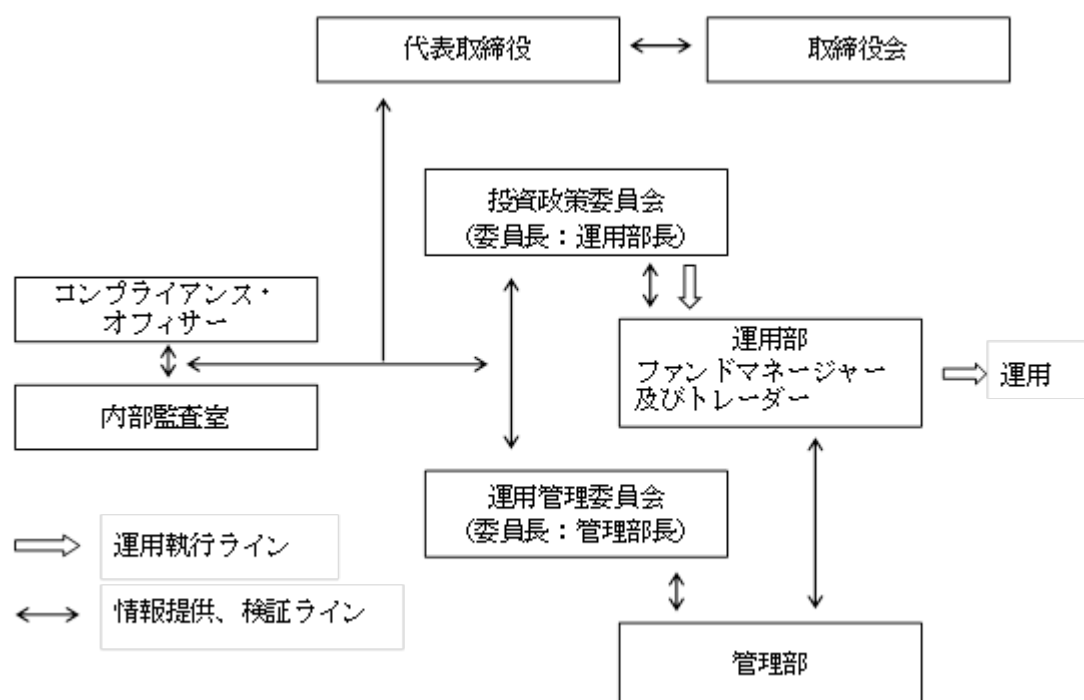 代表取締役
取締役会
投資政策委員会
(委員長：運用部長)
コンプライアンス・
オフィサー
運用部
ファンドマネージャー
及びトレーダー
運用
内部監査室
運用管理委員会
(委員長：管理部長)
運用執行ライン
情報提供、検証ライン
管理部